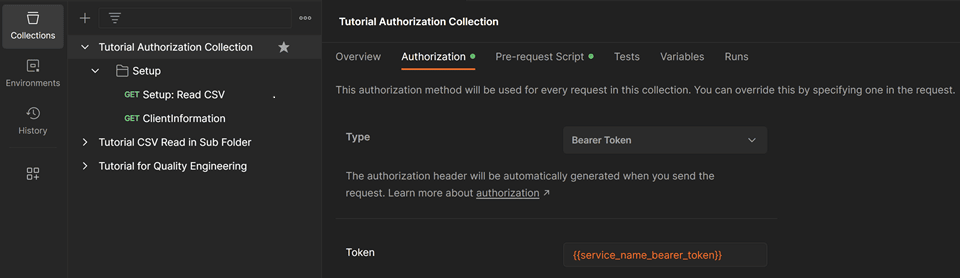 Collections
Environments
History
Tutorial Authorization Collection
Setup
GET Setup: Read CSV
GET ClientInformation
Tutorial CSV Read in Sub Folder
Tutorial for Quality Engineering
Tutorial Authorization Collection
Overview Authorization Pre-request Script Tests Variables Runs
This authorization method will be used for every request in this collection. You can override this by specifying one in the request.
Type Bearer Token
The authorization header will be automatically generated when you send the
request. Learn more about authorization ↗
Token {{service_name_bearer_token}}